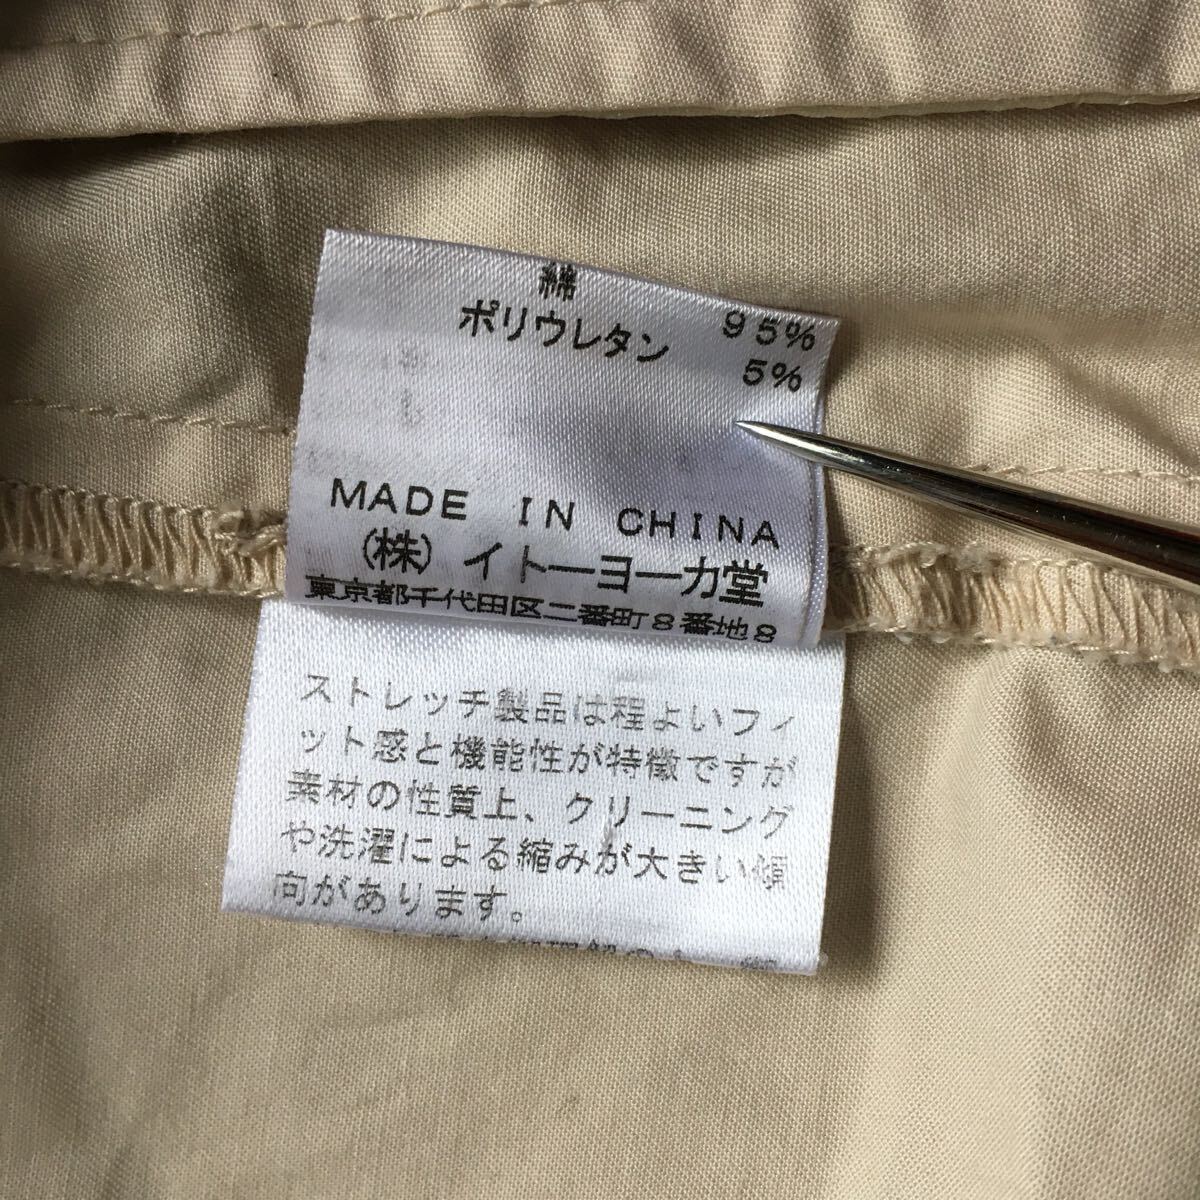 綿 95%
ポリウレタン 5%
MADE IN CHINA
(株)イトーヨーカ堂
東京都千代田区二番町8番地8
ストレッチ製品は程よいフィ
ット感と機能性が特徴ですが
素材の性質上、クリーニング
や洗濯による縮みが大きい傾
向があります。